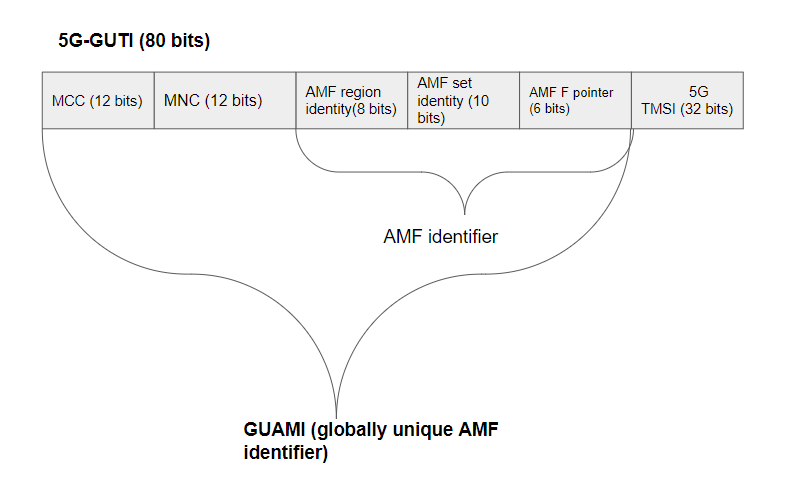 5G-GUTI (80 bits)
MCC (12 bits)
MNC (12 bits)
AMF region
identity(8 bits)
AMF set
identity (10
bits)
AMF F pointer
(6 bits)
5G
TMSI (32 bits)
AMF identifier
GUAMI (globally unique AMF
identifier)